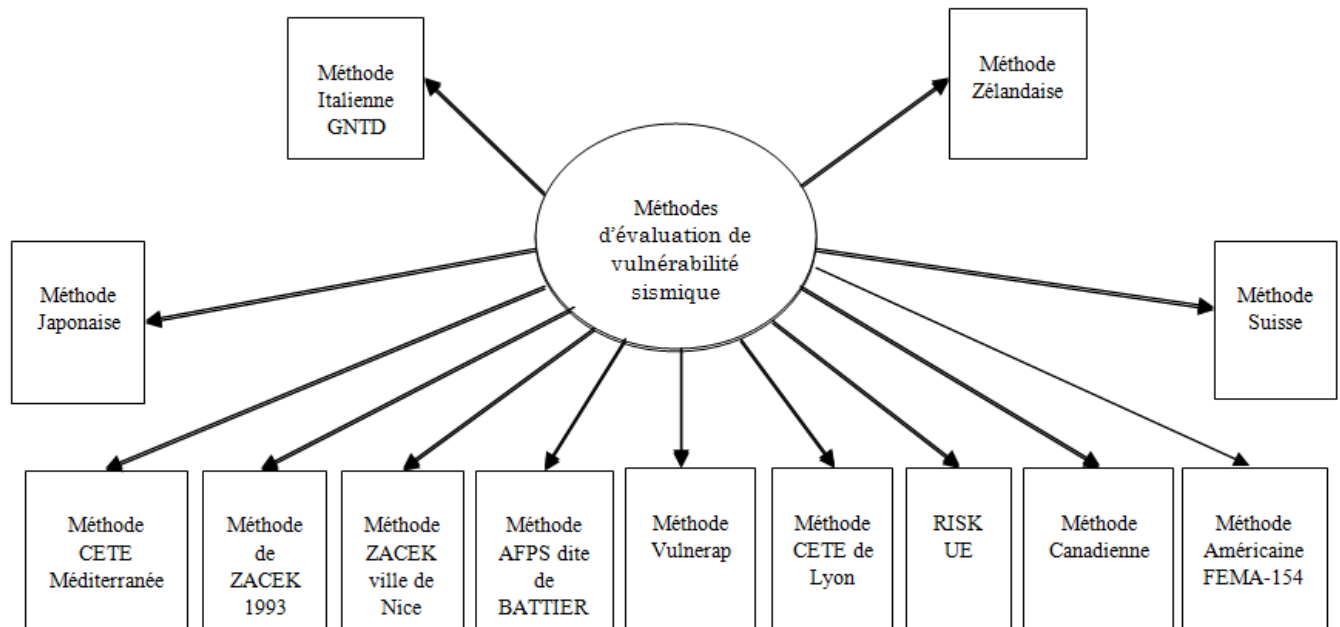 Méthode
Italienne
GNTD
Méthode
Zélandaise
Méthodes
d'évaluation de
vulnérabilité
sismique
Méthode
Japonaise
Méthode
Suisse
Méthode
CETE
Méditerranée
Méthode
de
ZACEK
1993
Méthode
ZACEK
ville de
Nice
Méthode
AFPS dite
de
BATTIER
Méthode
Vulnerap
Méthode
CETE de
Lyon
RISK
UE
Méthode
Canadienne
Méthode
Américaine
FEMA-154